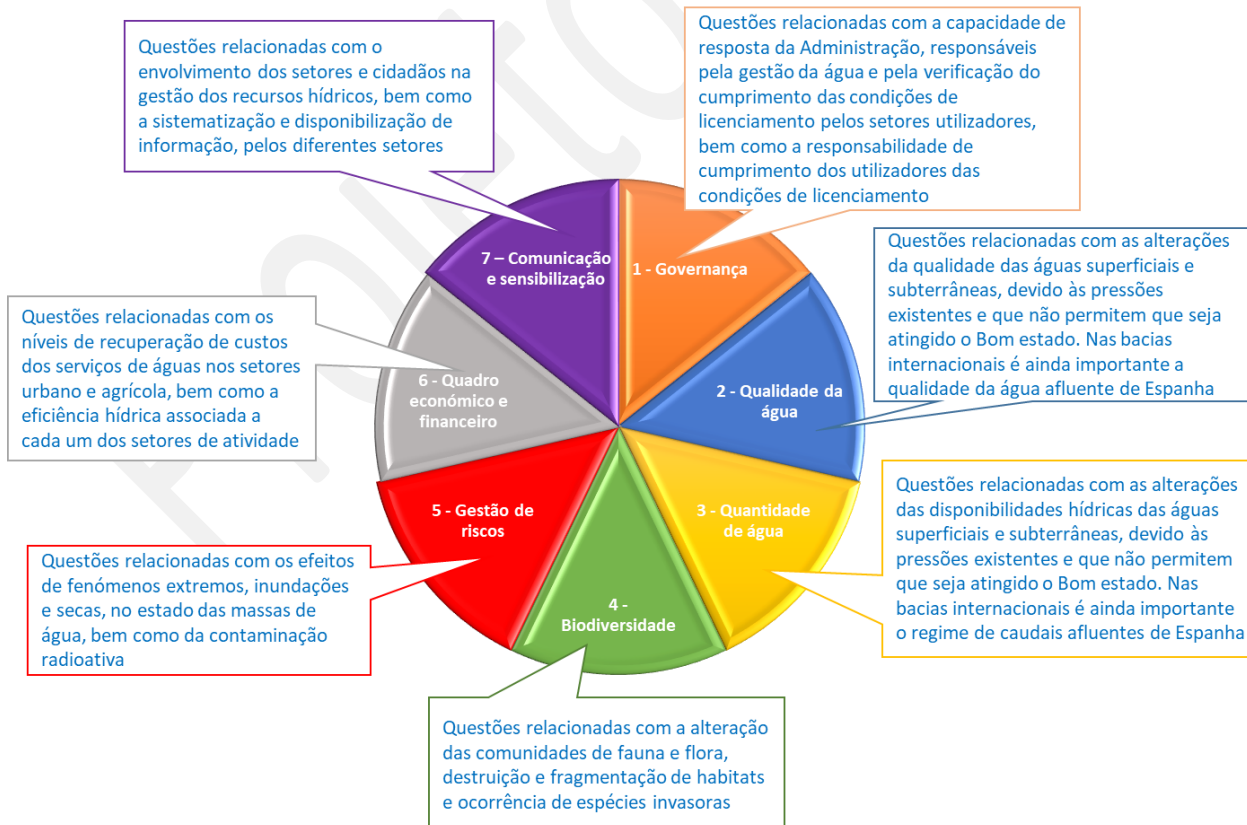 Questões relacionadas com o
envolvimento dos setores e cidadãos na
gestão dos recursos hídricos, bem como
a sistematização e disponibilização de
informação, pelos diferentes setores
Questões relacionadas com a capacidade de
resposta da Administração, responsáveis
pela gestão da água e pela verificação do
cumprimento das condições de
licenciamento pelos setores utilizadores,
bem como a responsabilidade de
cumprimento dos utilizadores das
condições de licenciamento
7 – Comunicação
e sensibilização
1 - Governança
Questões relacionadas com as alterações
da qualidade das águas superficiais e
subterrâneas, devido às pressões
existentes e que não permitem que seja
atingido o Bom estado. Nas bacias
internacionais é ainda importante a
qualidade da água afluente de Espanha
Questões relacionadas com os
níveis de recuperação de custos
dos serviços de águas nos setores
urbano e agrícola, bem como a
eficiência hídrica associada a
cada um dos setores de atividade
6 - Quadro
económico e
financeiro
2 - Qualidade da
água
5 - Gestão de
riscos
3 - Quantidade
de água
Questões relacionadas com as alterações
das disponibilidades hídricas das águas
superficiais e subterrâneas, devido às
pressões existentes e que não permitem
que seja atingido o Bom estado. Nas
bacias internacionais é ainda importante
o regime de caudais afluentes de Espanha
Questões relacionadas com os efeitos
de fenómenos extremos, inundações
e secas, no estado das massas de
água, bem como da contaminação
radioativa
4 -
Biodiversidade
Questões relacionadas com a alteração
das comunidades de fauna e flora,
destruição e fragmentação de habitats
e ocorrência de espécies invasoras